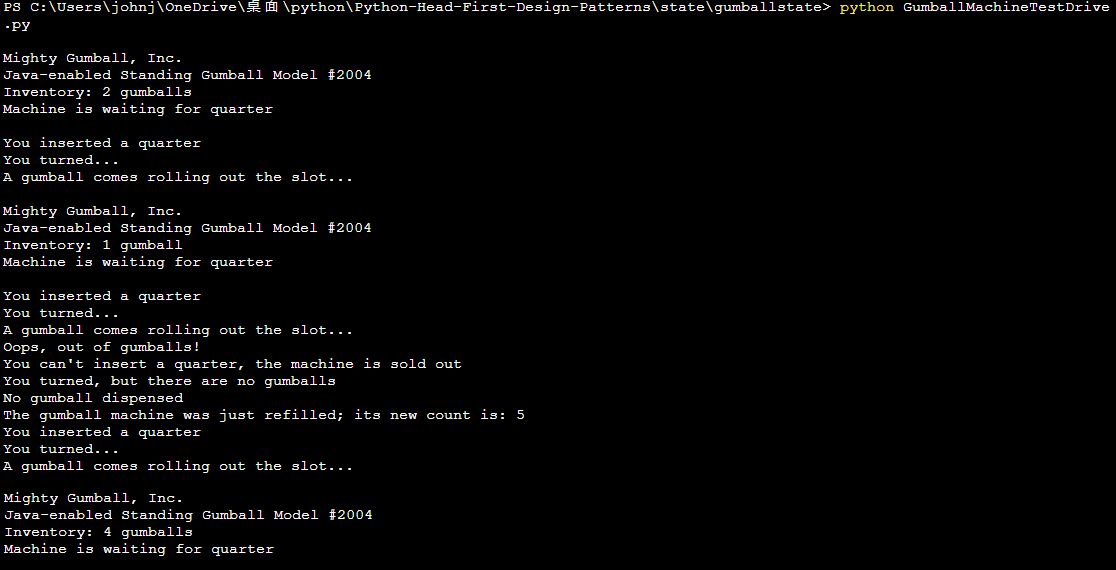 PS C:\Users\johnj\OneDrive\桌面\python\Python-Head-First-Design-Patterns\state\gumballstate> python GumballMachineTestDrive
.py
Mighty Gumball, Inc.
Java-enabled Standing Gumball Model #2004
Inventory: 2 gumballs
Machine is waiting for quarter
You inserted a quarter
You turned...
A gumball comes rolling out the slot...
Mighty Gumball, Inc.
Java-enabled Standing Gumball Model #2004
Inventory: 1 gumball
Machine is waiting for quarter
You inserted a quarter
You turned...
A gumball comes rolling out the slot...
Oops, out of gumballs!
You can't insert a quarter, the machine is sold out
You turned, but there are no gumballs
No gumball dispensed
The gumball machine was just refilled; its new count is: 5
You inserted a quarter
You turned...
A gumball comes rolling out the slot...
Mighty Gumball, Inc.
Java-enabled Standing Gumball Model #2004
Inventory: 4 gumballs
Machine is waiting for quarter